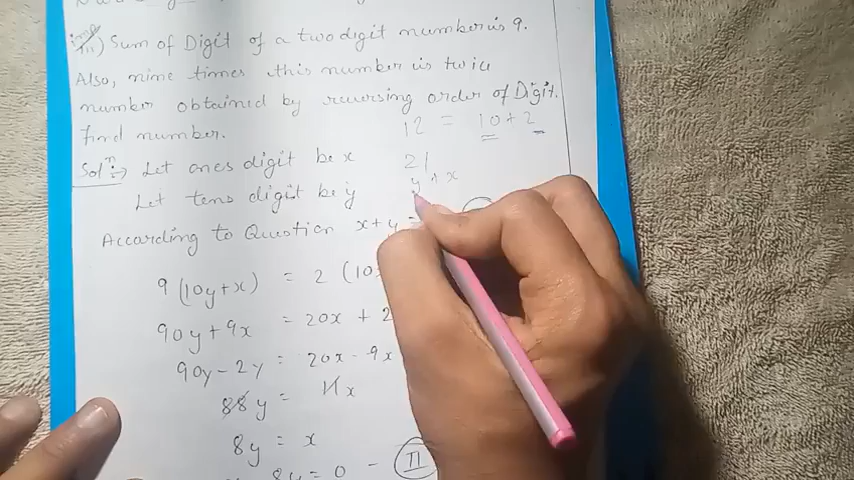 iii) Sum of Digit of a two digit number is 9.
Also, nine times this number is twice
number obtained by reversing order of Digit.
find number.
12 = 10+2
Solⁿ :-> Let ones digit be x
21
Let tens digit be y
y + x
According to Question x+y =
9(10y+x) = 2 (10x
90y+9x = 20x + 2
90y-2y = 20x -9x
88y = 11x
8y = x
8y = 0 - II